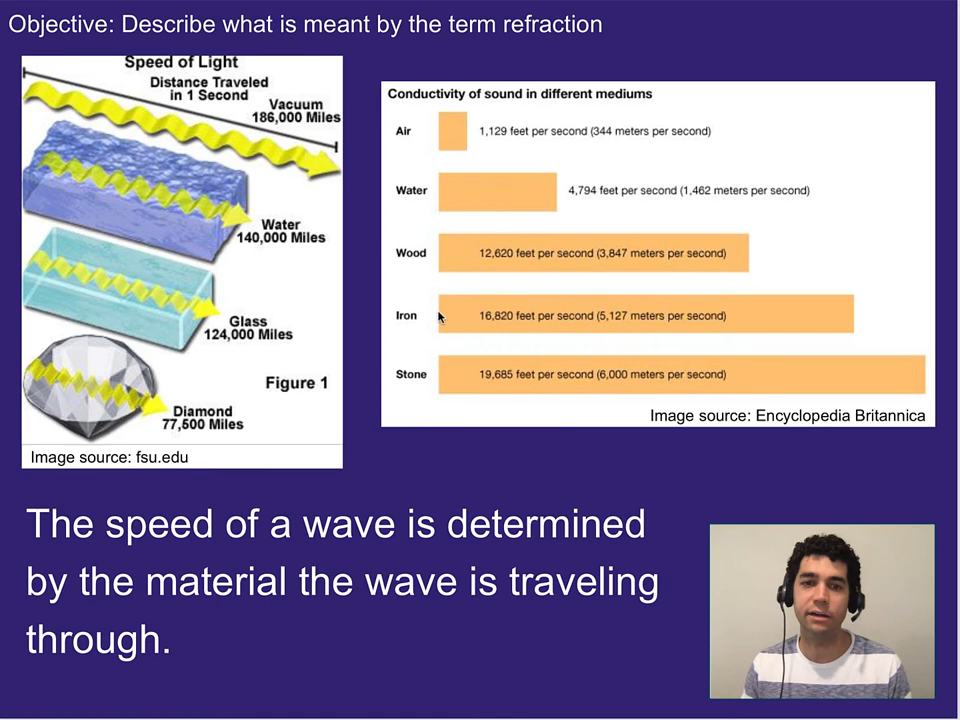 Objective: Describe what is meant by the term refraction
Speed of Light
Distance Traveled
in 1 Second
Vacuum
186,000 Miles
Water
140,000 Miles
Glass
124,000 Miles
Figure 1
Diamond
77,500 Miles
Image source: fsu.edu
Conductivity of sound in different mediums
Air 1,129 feet per second (344 meters per second)
Water 4,794 feet per second (1,462 meters per second)
Wood 12,620 feet per second (3,847 meters per second)
Iron 16,820 feet per second (5,127 meters per second)
Stone 19,685 feet per second (6,000 meters per second)
Image source: Encyclopedia Britannica
The speed of a wave is determined
by the material the wave is traveling
through.